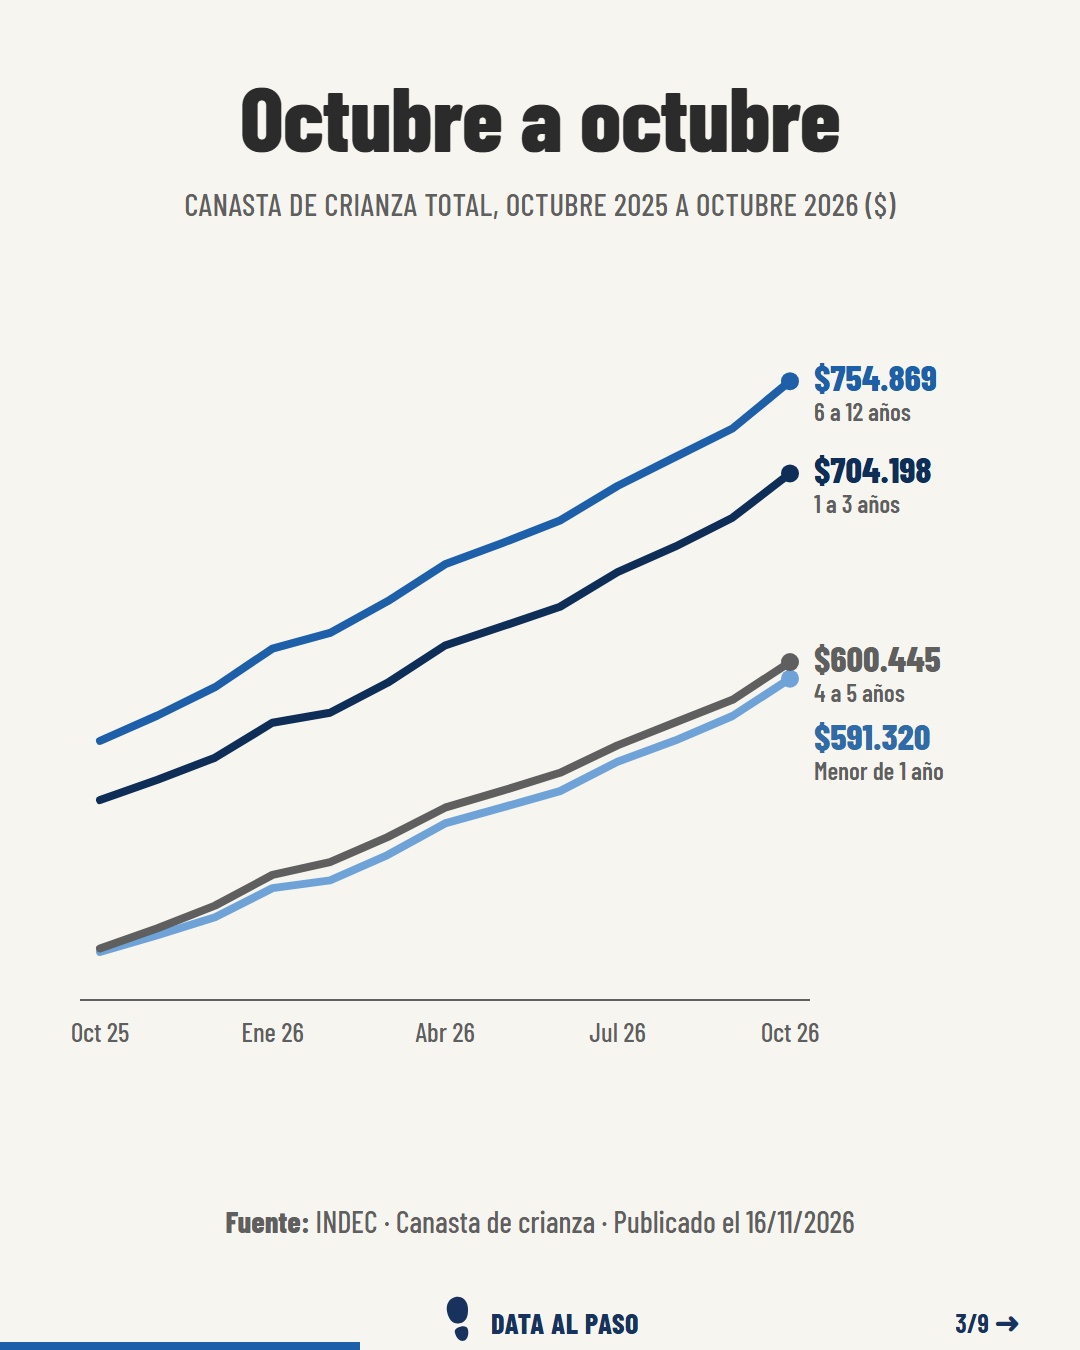 Octubre a octubre
CANASTA DE CRIANZA TOTAL, OCTUBRE 2025 A OCTUBRE 2026 ($)
$754.869
6 a 12 años
$704.198
1 a 3 años
$600.445
4 a 5 años
$591.320
Menor de 1 año
Oct 25 Ene 26 Abr 26 Jul 26 Oct 26
Fuente: INDEC · Canasta de crianza · Publicado el 16/11/2026
DATA AL PASO
3/9 →